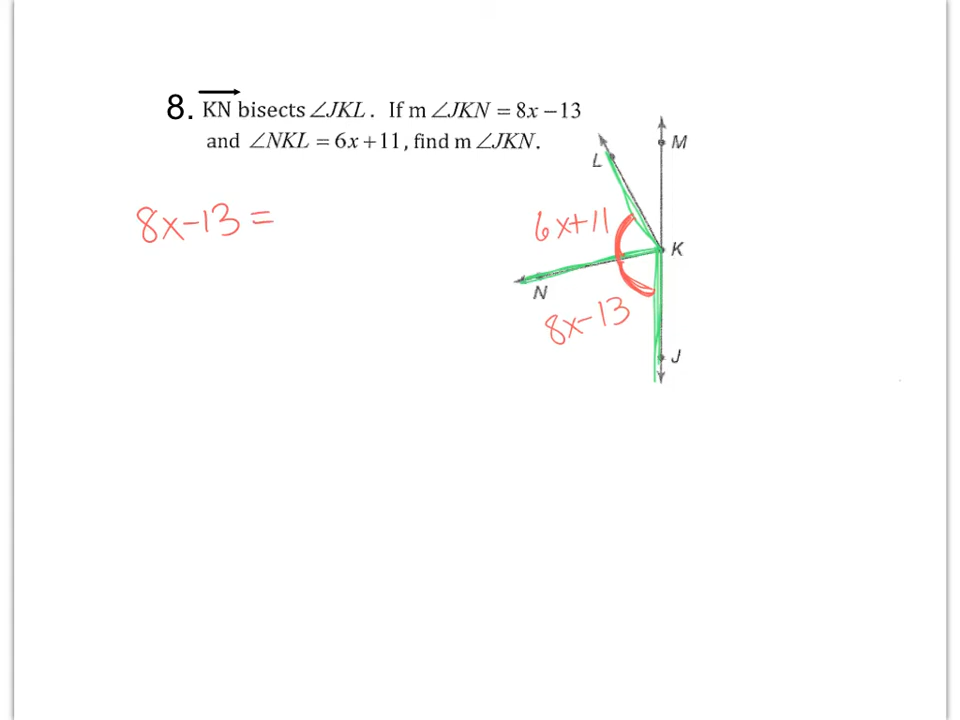 8. KN bisects ∠JKL. If m ∠JKN = 8x − 13
and ∠NKL = 6x + 11, find m ∠JKN.
M
L
8x-13 =
6x+11
K
N
8x-13
J